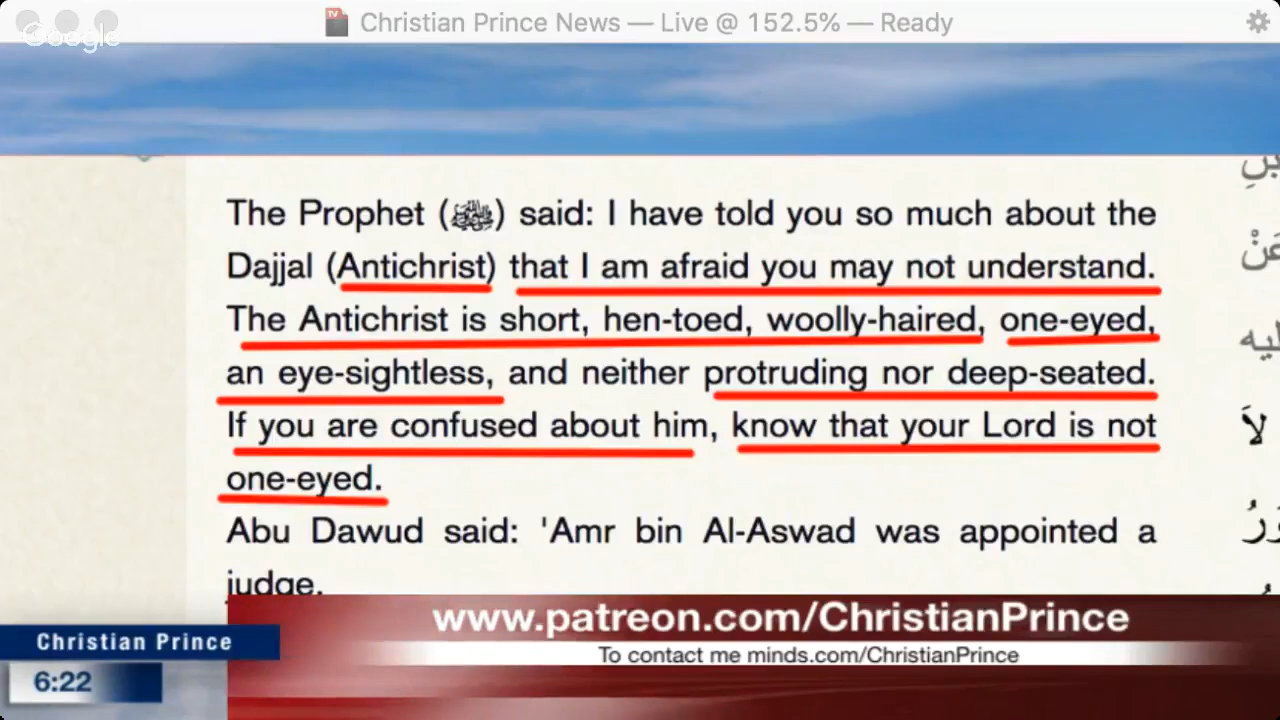 Christian Prince News — Live @ 152.5% — Ready
Google
The Prophet (ﷺ) said: I have told you so much about the
Dajjal (Antichrist) that I am afraid you may not understand.
The Antichrist is short, hen-toed, woolly-haired, one-eyed,
an eye-sightless, and neither protruding nor deep-seated.
If you are confused about him, know that your Lord is not
one-eyed.
Abu Dawud said: 'Amr bin Al-Aswad was appointed a
judge.
عَنْ
لاَ
www.patreon.com/ChristianPrince
Christian Prince
To contact me minds.com/ChristianPrince
6:22